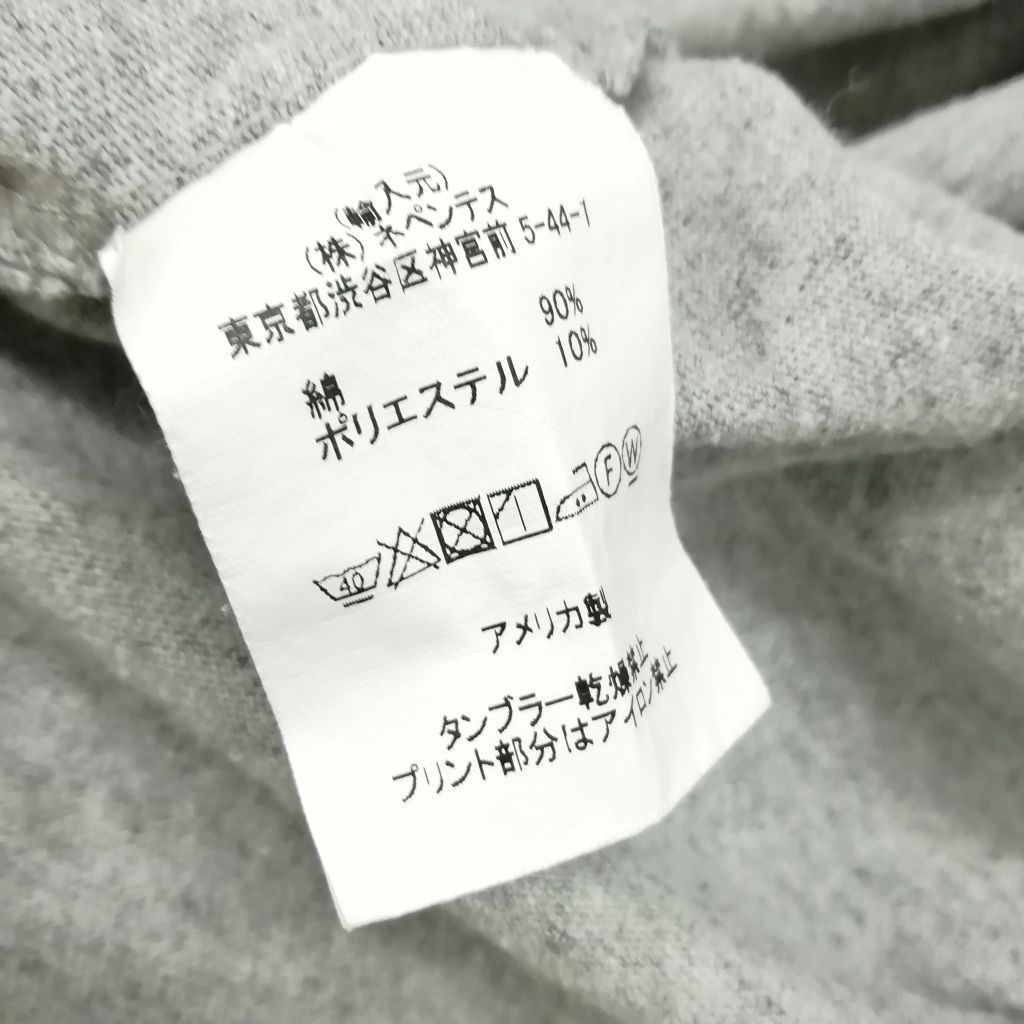 （輸入元）
（株）ネペンテス
東京都渋谷区神宮前 5-44-1
綿 90%
ポリエステル 10%
40 F W
アメリカ製
タンブラー乾燥禁止
プリント部分はアイロン禁止